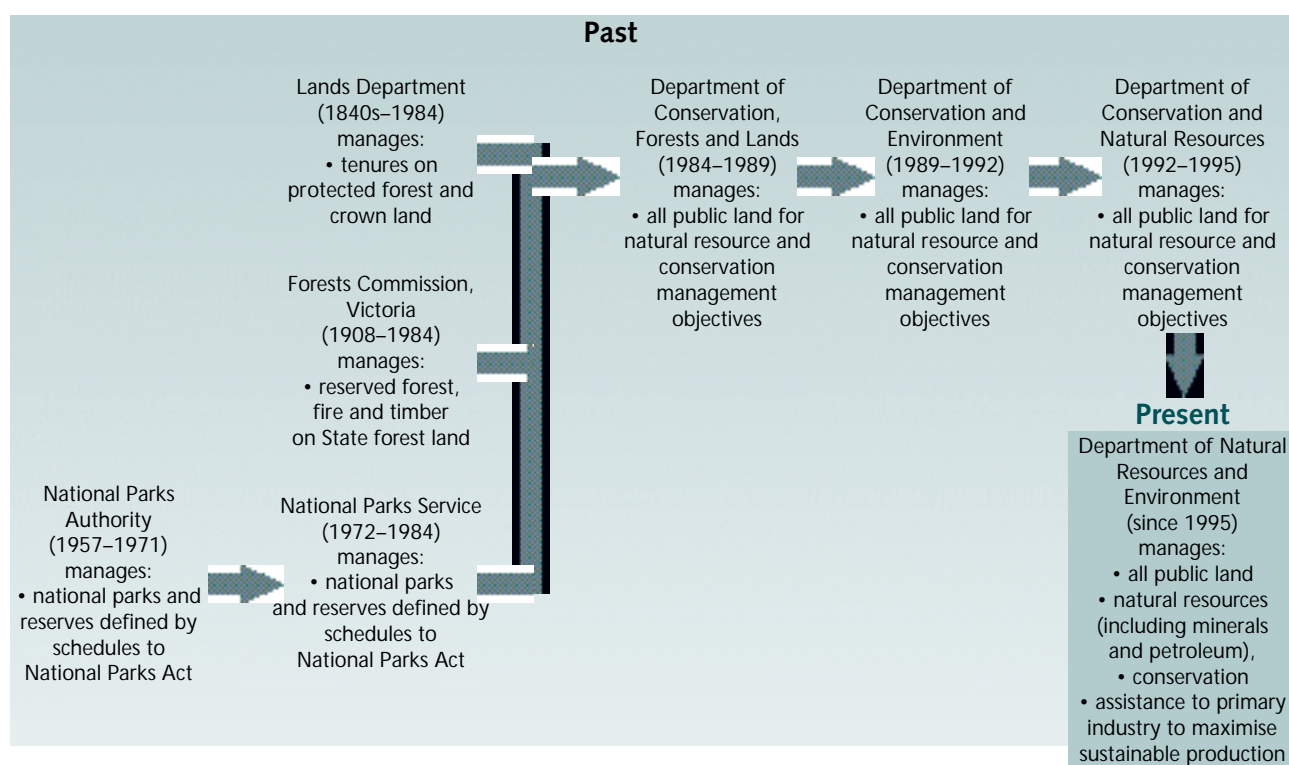 Past
Lands Department
(1840s–1984)
manages:
• tenures on
protected forest and
crown land
Forests Commission,
Victoria
(1908–1984)
manages:
• reserved forest,
fire and timber
on State forest land
National Parks
Authority
(1957–1971)
manages:
• national parks and
reserves defined by
schedules to
National Parks Act
National Parks Service
(1972–1984)
manages:
• national parks
and reserves defined by
schedules to
National Parks Act
Department of
Conservation,
Forests and Lands
(1984–1989)
manages:
• all public land for
natural resource and
conservation
management
objectives
Department of
Conservation and
Environment
(1989–1992)
manages:
• all public land for
natural resource and
conservation
management
objectives
Department of
Conservation and
Natural Resources
(1992–1995)
manages:
• all public land for
natural resource and
conservation
management
objectives
Present
Department of Natural
Resources and
Environment
(since 1995)
manages:
• all public land
• natural resources
(including minerals
and petroleum),
• conservation
• assistance to primary
industry to maximise
sustainable production